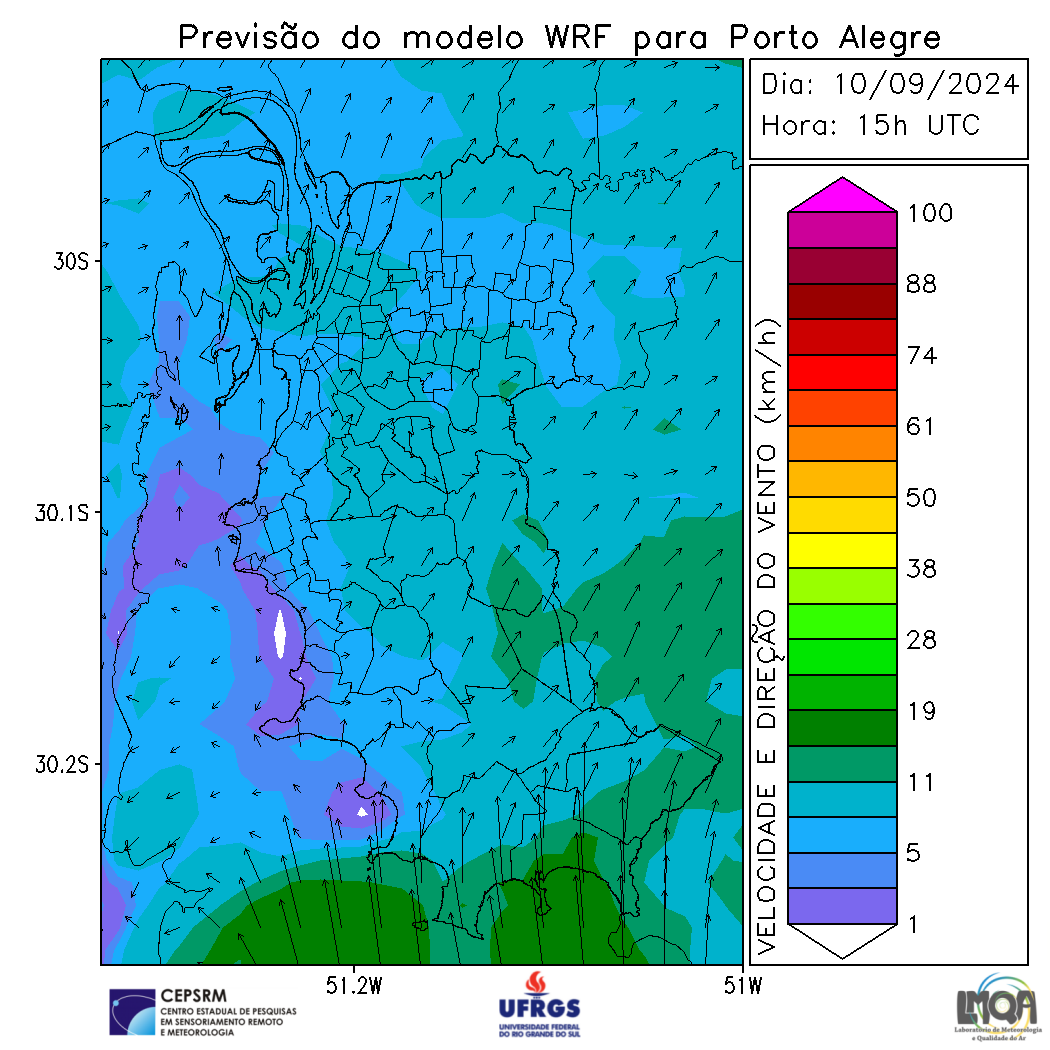 Previsão do modelo WRF para Porto Alegre
Dia: 10/09/2024
Hora: 15h UTC
30S
30.1S
30.2S
51.2W
51W
VELOCIDADE E DIREÇÃO DO VENTO (km/h)
100
88
74
61
50
38
28
19
11
5
1
CEPSRM
CENTRO ESTADUAL DE PESQUISAS
EM SENSORIAMENTO REMOTO
E METEOROLOGIA
UFRGS
UNIVERSIDADE FEDERAL
DO RIO GRANDE DO SUL
LMQA
Laboratório de Meteorologia
e Qualidade do Ar